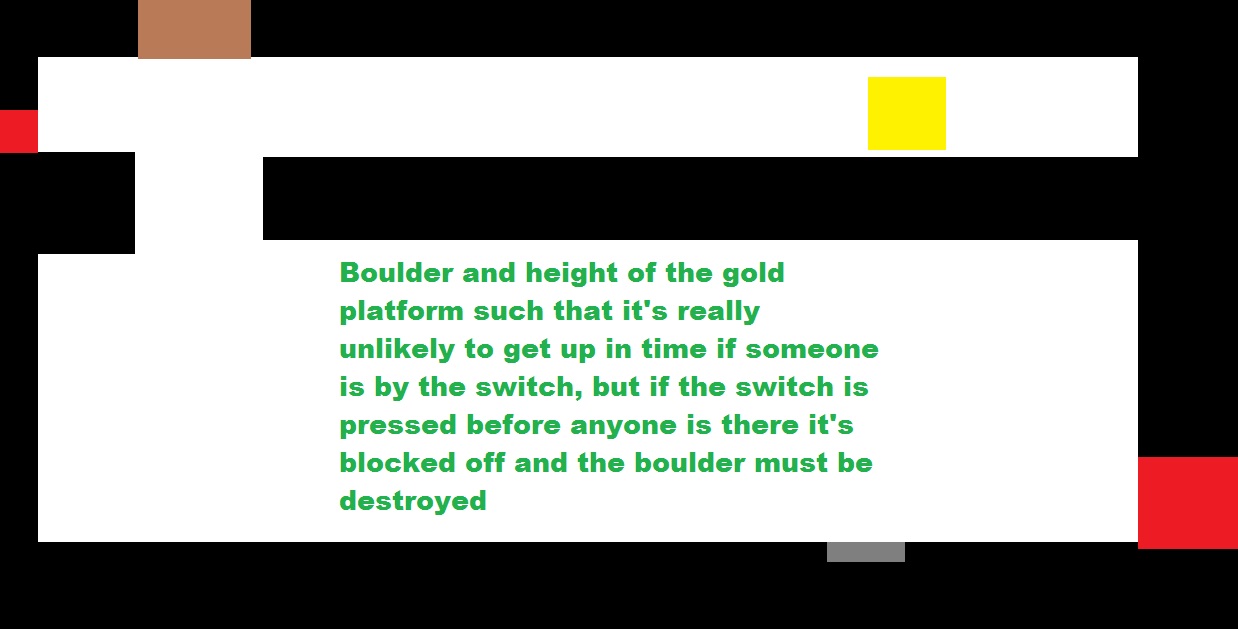 Boulder and height of the gold
platform such that it's really
unlikely to get up in time if someone
is by the switch, but if the switch is
pressed before anyone is there it's
blocked off and the boulder must be
destroyed